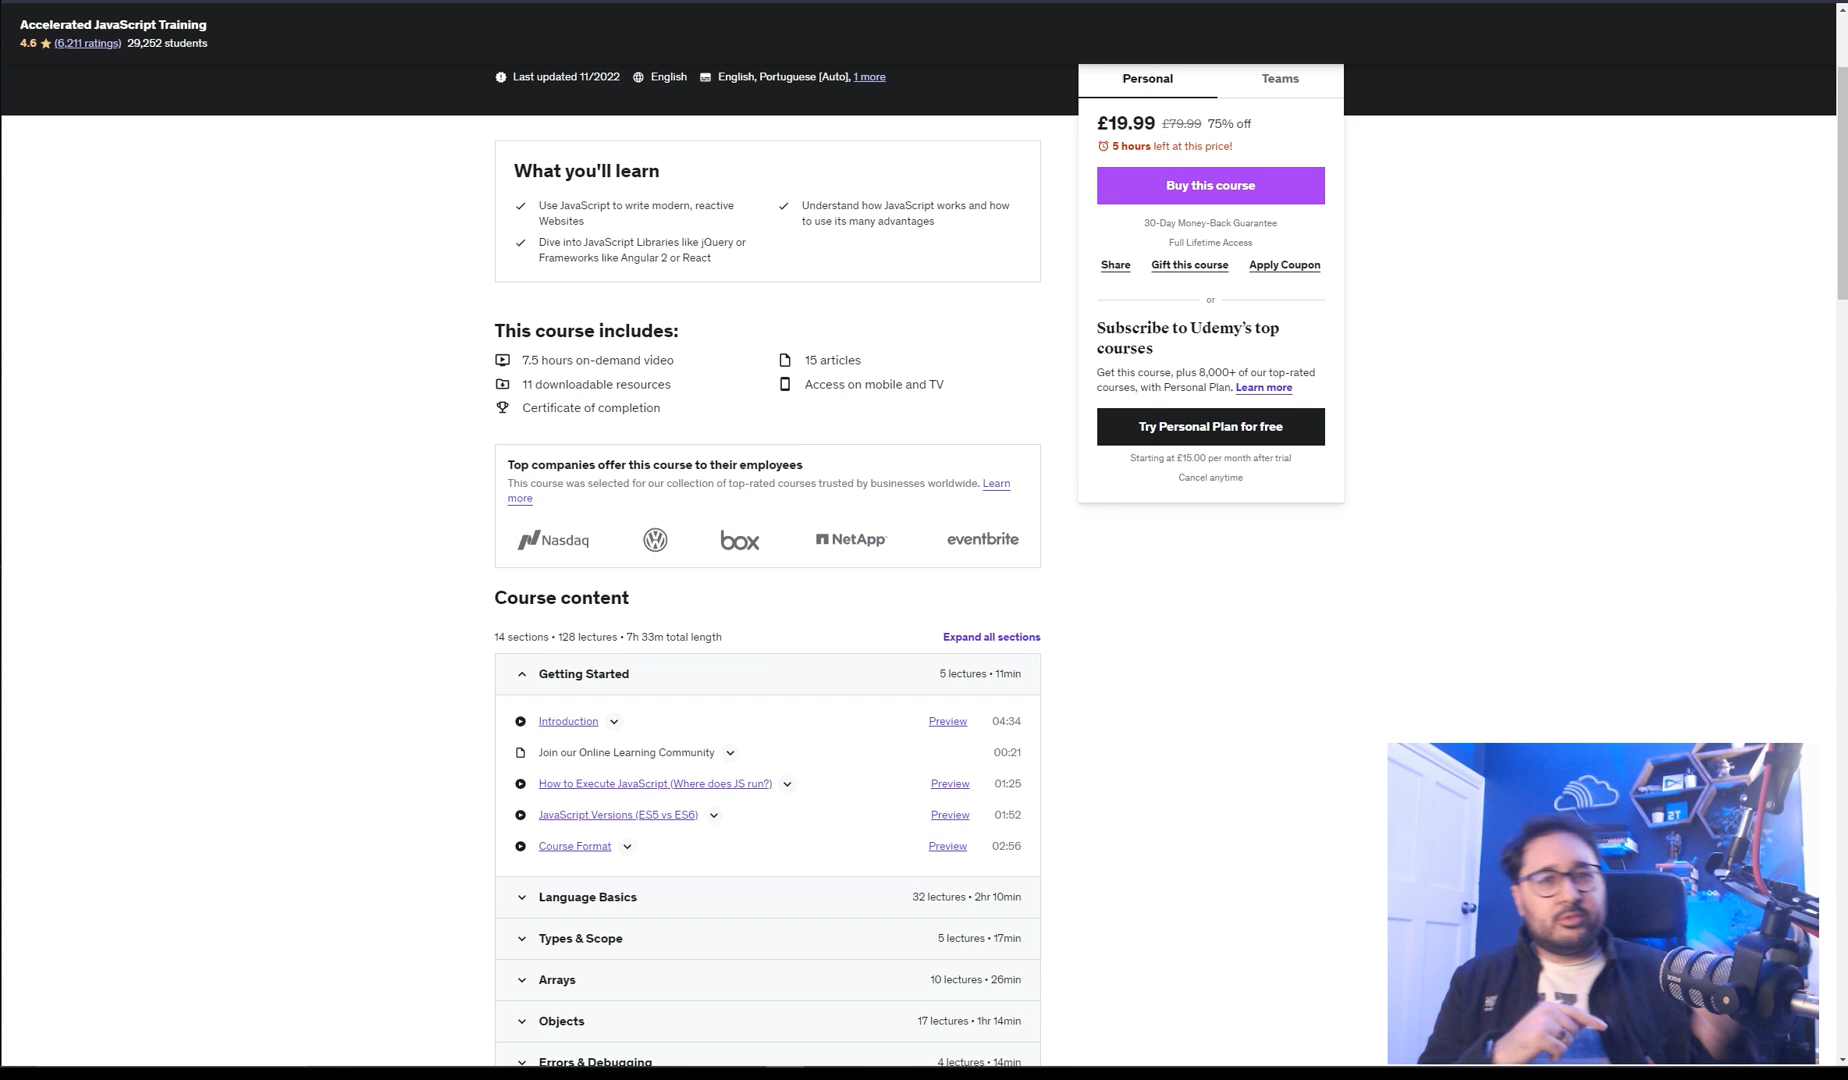 Accelerated JavaScript Training
4.6 (6,211 ratings) 29,252 students
Last updated 11/2022 English English, Portuguese [Auto], 1 more
Personal Teams
£19.99 £79.99 75% off
5 hours left at this price!
Buy this course
30-Day Money-Back Guarantee
Full Lifetime Access
Share Gift this course Apply Coupon
or
Subscribe to Udemy's top
courses
Get this course, plus 8,000+ of our top-rated
courses, with Personal Plan. Learn more
Try Personal Plan for free
Starting at £15.00 per month after trial
Cancel anytime
What you'll learn
Use JavaScript to write modern, reactive
Websites
Dive into JavaScript Libraries like jQuery or
Frameworks like Angular 2 or React
Understand how JavaScript works and how
to use its many advantages
This course includes:
7.5 hours on-demand video
11 downloadable resources
Certificate of completion
15 articles
Access on mobile and TV
Top companies offer this course to their employees
This course was selected for our collection of top-rated courses trusted by businesses worldwide. Learn
more
Nasdaq box NetApp eventbrite
Course content
14 sections • 128 lectures • 7h 33m total length Expand all sections
Getting Started 5 lectures • 11min
Introduction Preview 04:34
Join our Online Learning Community 00:21
How to Execute JavaScript (Where does JS run?) Preview 01:25
JavaScript Versions (ES5 vs ES6) Preview 01:52
Course Format Preview 02:56
Language Basics 32 lectures • 2hr 10min
Types & Scope 5 lectures • 17min
Arrays 10 lectures • 26min
Objects 17 lectures • 1hr 14min
Errors & Debugging 4 lectures • 14min
2T